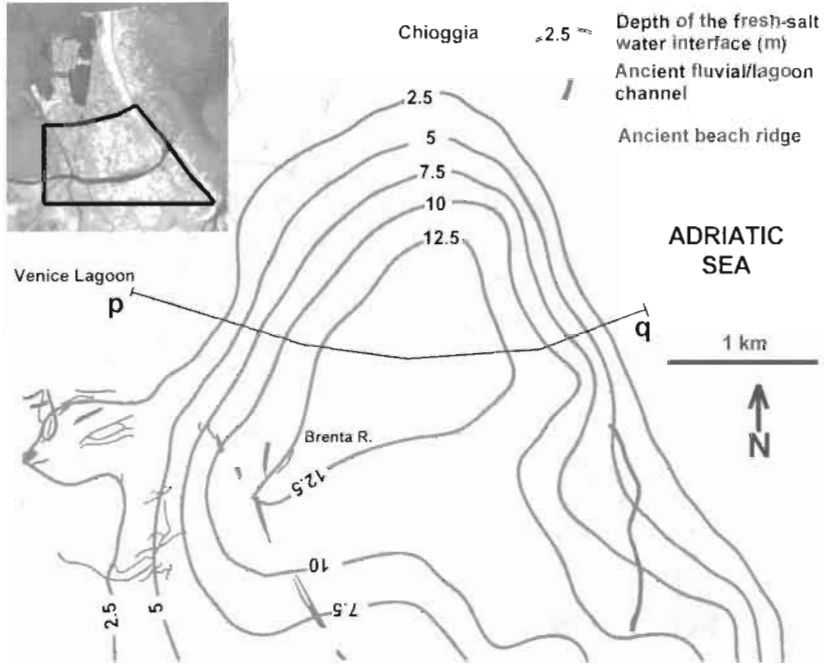 Chioggia
2.5
Depth of the fresh-salt
water interface (m)
Ancient fluvial/lagoon
channel
Ancient beach ridge
2.5
5
7.5
10
12.5
ADRIATIC
SEA
Venice Lagoon
p
q
1 km
N
Brenta R.
12.5
10
7.5
2.5
5